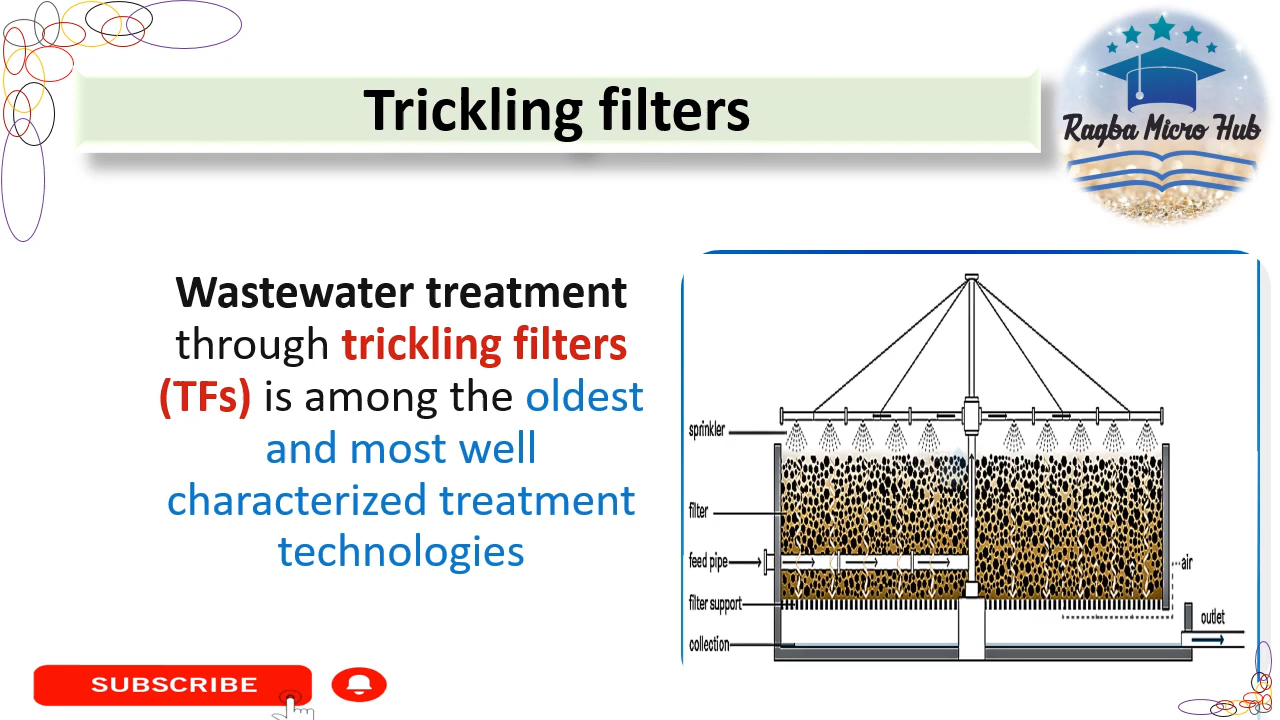 Trickling filters
Ragba Micro Hub
Wastewater treatment
through trickling filters
(TFs) is among the oldest
and most well
characterized treatment
technologies
sprinkler
filter
feed pipe
air
filter support
outlet
collection
SUBSCRIBE